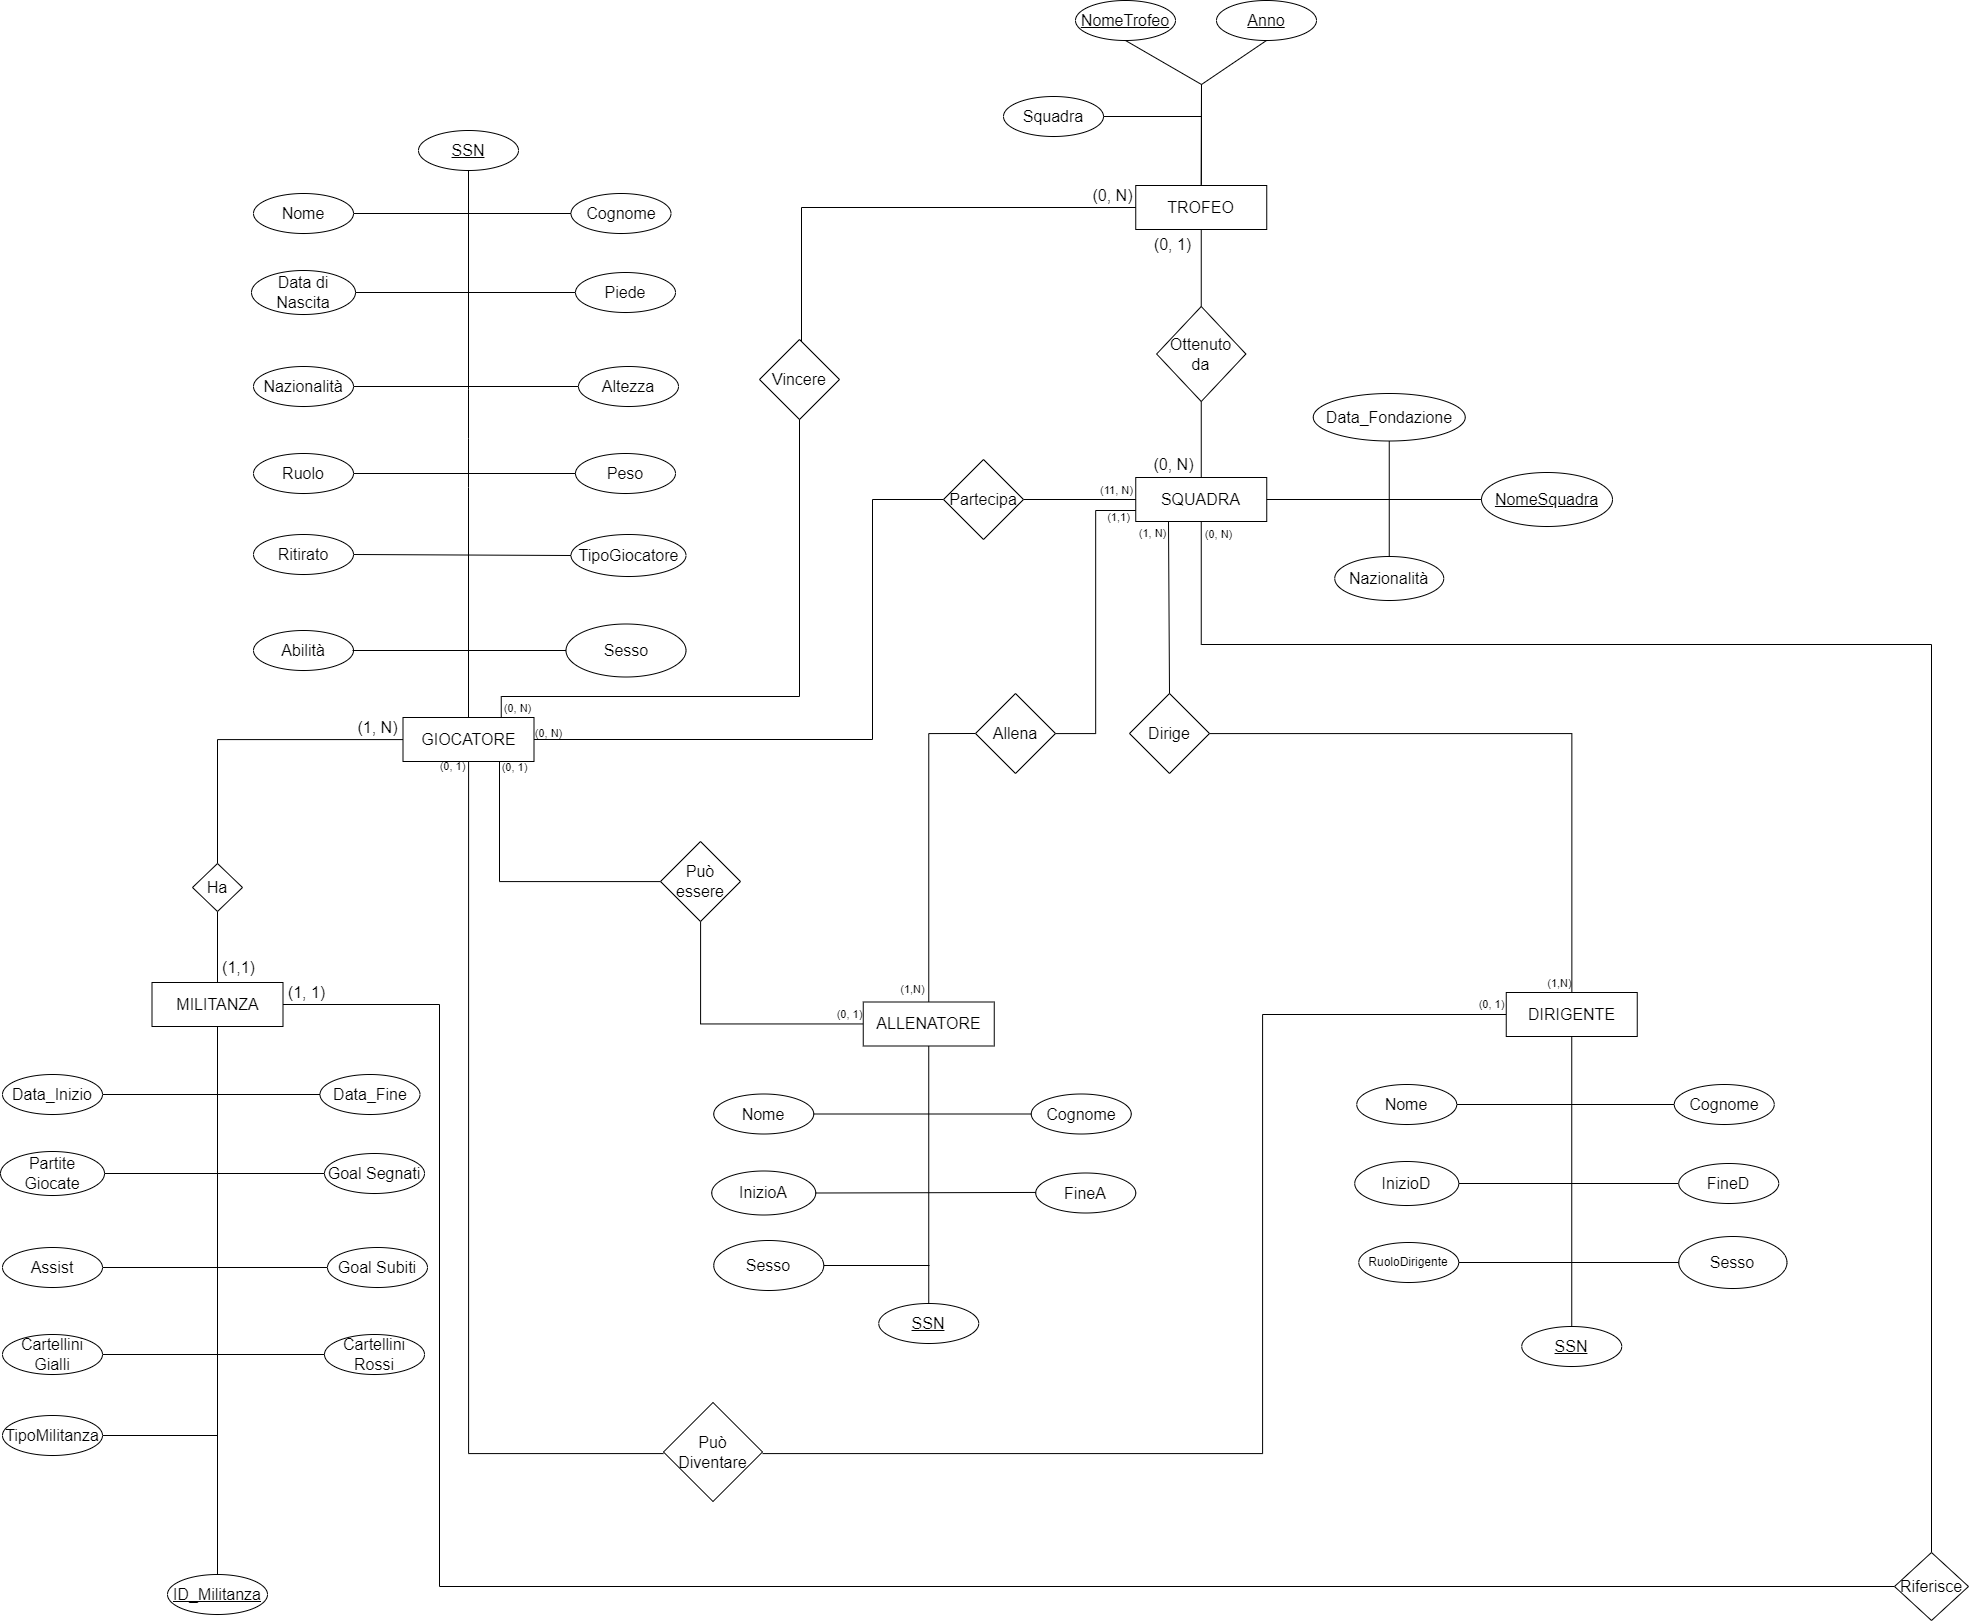 NomeTrofeo
Anno
Squadra
SSN
(0, N)
TROFEO
Nome
Cognome
(0, 1)
Data di
Nascita
Piede
Ottenuto
da
Vincere
Nazionalità
Altezza
Data_Fondazione
(0, N)
Ruolo
Peso
Partecipa
(11, N)
SQUADRA
NomeSquadra
(1,1)
(1, N)
(0, N)
Ritirato
TipoGiocatore
Nazionalità
Abilità
Sesso
(0, N)
(1, N)
GIOCATORE
(0, N)
Allena
Dirige
(0, 1)
(0, 1)
Può
essere
Ha
(1,1)
(1,N)
(1,N)
MILITANZA
(1, 1)
(0, 1)
ALLENATORE
(0, 1)
DIRIGENTE
Data_Inizio
Data_Fine
Nome
Cognome
Nome
Cognome
Partite
Giocate
Goal Segnati
InizioA
FineA
InizioD
FineD
Assist
Goal Subiti
Sesso
RuoloDirigente
Sesso
SSN
SSN
Cartellini
Gialli
Cartellini
Rossi
TipoMilitanza
Può
Diventare
ID_Militanza
Riferisce